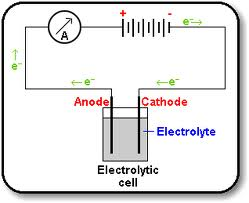 + - e⁻
A
e⁻
e⁻ e⁻
Anode Cathode
Electrolyte
Electrolytic
cell